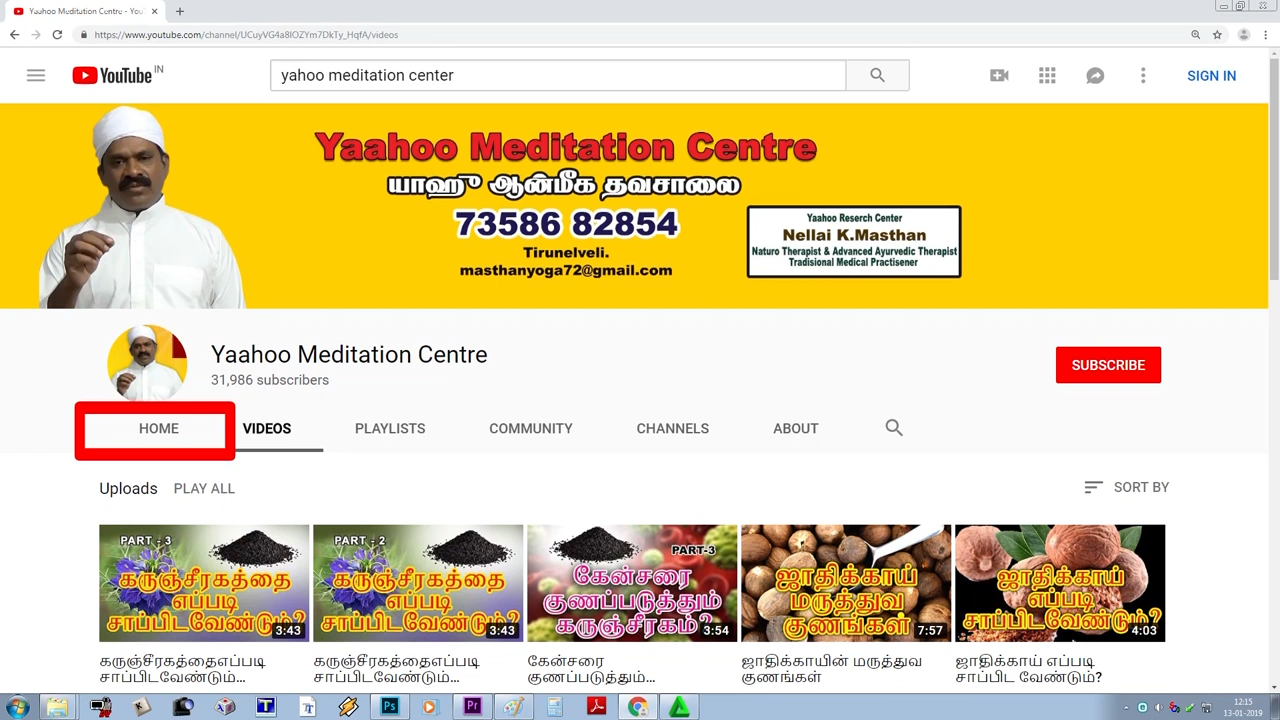 Yaahoo Meditation Centre - You
https://www.youtube.com/channel/UCuyVG4a8IOZYm7DkTy_HqfA/videos
YouTube IN
yahoo meditation center
SIGN IN
Yaahoo Meditation Centre
யாஹு ஆன்மீக தவசாலை
73586 82854
Tirunelveli.
masthanyoga72@gmail.com
Yaahoo Reserch Center
Nellai K.Masthan
Naturo Therapist & Advanced Ayurvedic Therapist
Tradisional Medical Practisener
Yaahoo Meditation Centre
31,986 subscribers
SUBSCRIBE
HOME VIDEOS PLAYLISTS COMMUNITY CHANNELS ABOUT
Uploads PLAY ALL
SORT BY
PART - 3
கருஞ்சீரகத்தை
எப்படி
சாப்பிடவேண்டும்?
3:43
PART - 2
கருஞ்சீரகத்தை
எப்படி
சாப்பிடவேண்டும்?
3:43
PART-3
கேன்சரை
குணப்படுத்தும்
கருஞ்சீரகம்?
3:54
ஜாதிக்காய்
மருத்துவ
குணங்கள்
7:57
ஜாதிக்காய்
எப்படி
சாப்பிடவேண்டும்?
4:03
கருஞ்சீரகத்தைஎப்படி
சாப்பிடவேண்டும்...
கருஞ்சீரகத்தைஎப்படி
சாப்பிடவேண்டும்...
கேன்சரை
குணப்படுத்தும்...
ஜாதிக்காயின் மருத்துவ
குணங்கள்
ஜாதிக்காய் எப்படி
சாப்பிட வேண்டும்?
12:15
13-01-2019